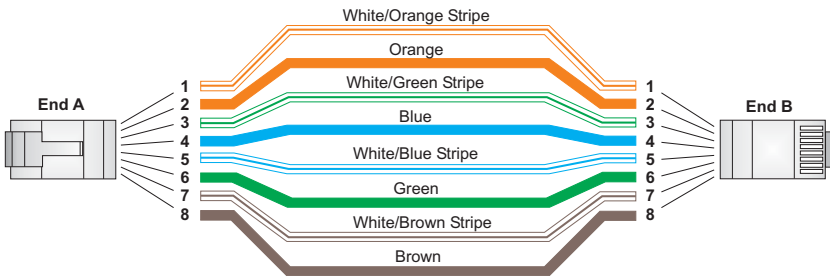 White/Orange Stripe
Orange
1 White/Green Stripe 1
2 2
End A 3 Blue 3 End B
4 4
5 White/Blue Stripe 5
6 Green 6
7 7
8 White/Brown Stripe 8
Brown